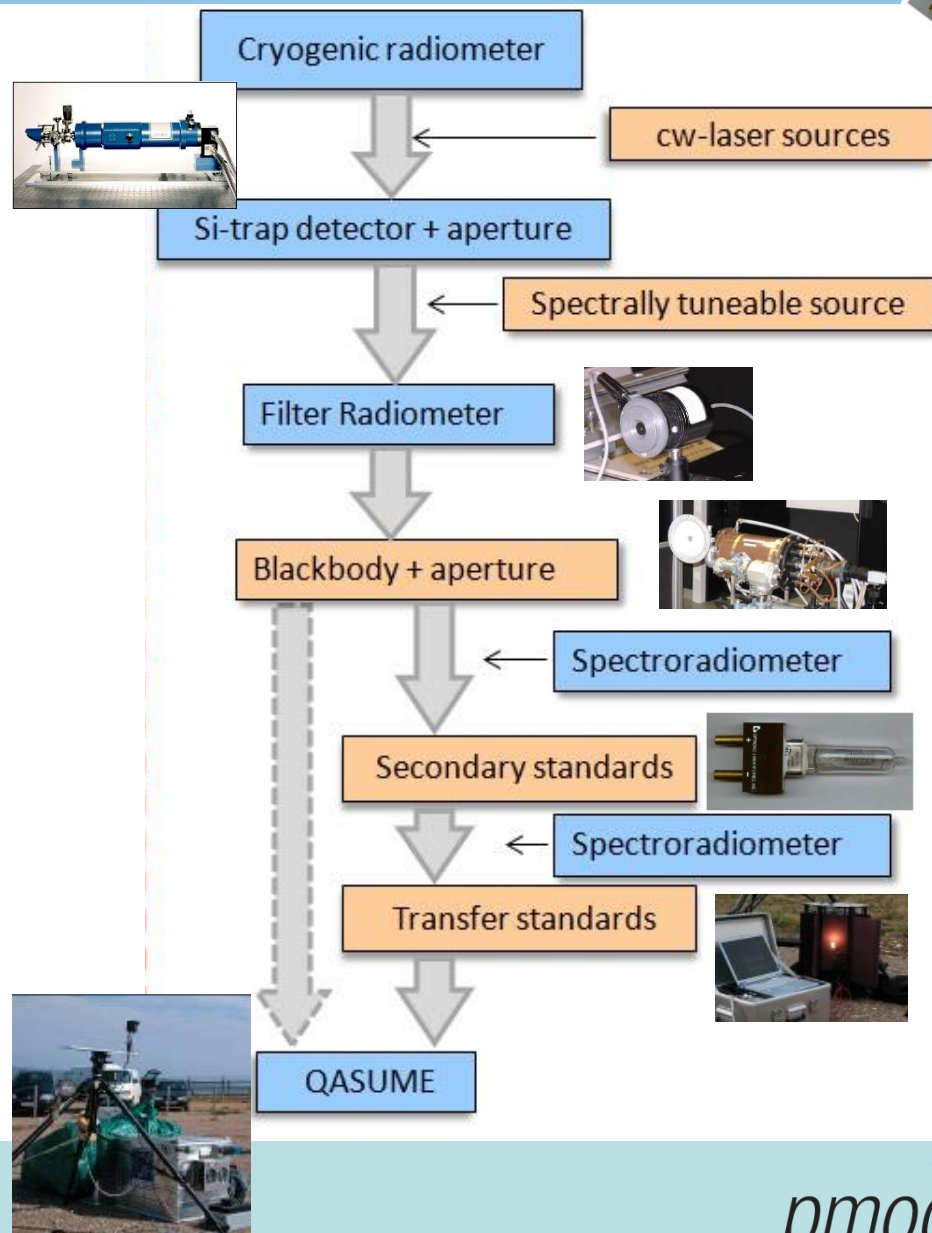 Cryogenic radiometer
cw-laser sources
Si-trap detector + aperture
Spectrally tuneable source
Filter Radiometer
Blackbody + aperture
Spectroradiometer
Secondary standards
Spectroradiometer
Transfer standards
QASUME